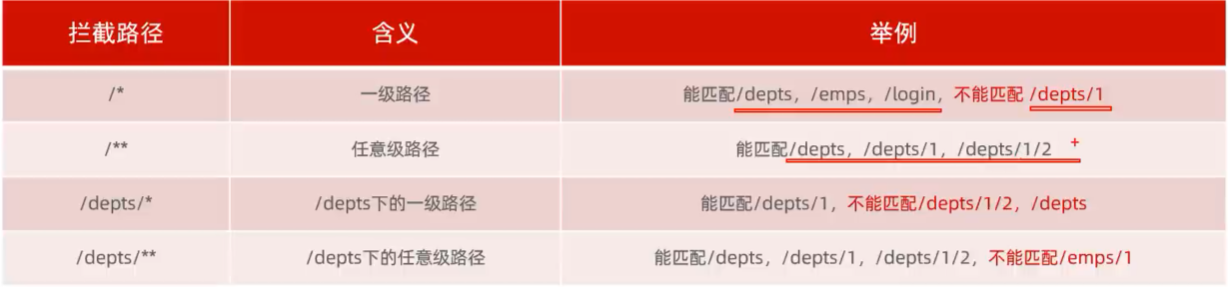 拦截路径 含义 举例
/* 一级路径 能匹配/depts，/emps，/login，不能匹配 /depts/1
/** 任意级路径 能匹配/depts，/depts/1，/depts/1/2
/depts/* /depts下的一级路径 能匹配/depts/1，不能匹配/depts/1/2，/depts
/depts/** /depts下的任意级路径 能匹配/depts，/depts/1，/depts/1/2，不能匹配/emps/1